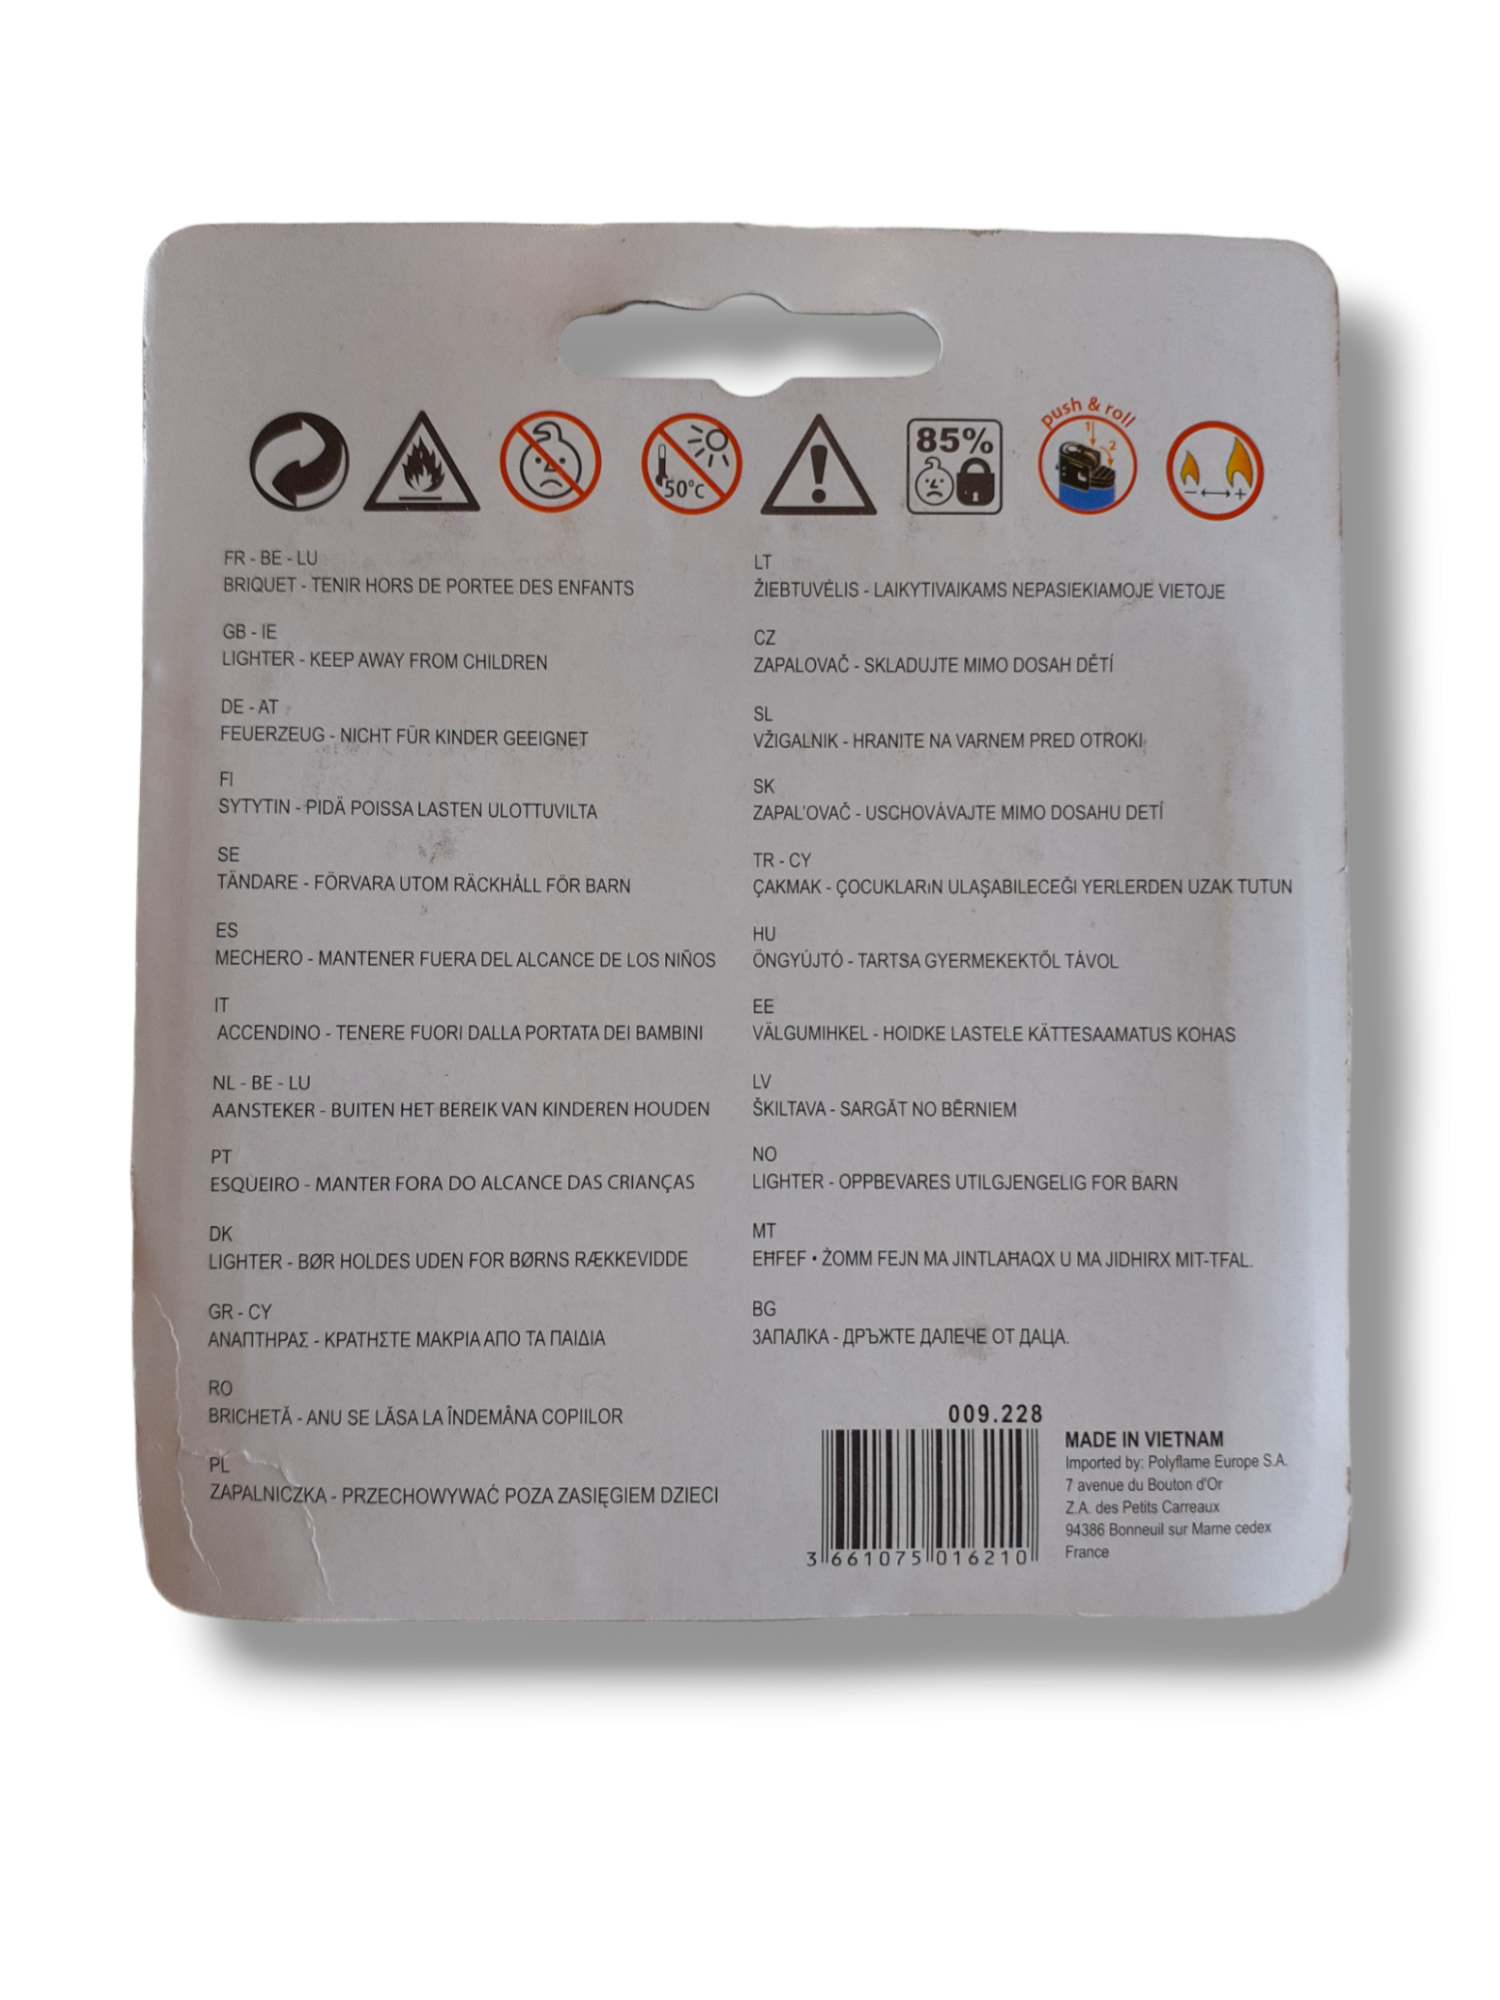 50°C
85%
push & roll
1
2
- +
FR - BE - LU
BRIQUET - TENIR HORS DE PORTEE DES ENFANTS
GB - IE
LIGHTER - KEEP AWAY FROM CHILDREN
DE - AT
FEUERZEUG - NICHT FÜR KINDER GEEIGNET
FI
SYTYTIN - PIDÄ POISSA LASTEN ULOTTUVILTA
SE
TÄNDARE - FÖRVARA UTOM RÄCKHÅLL FÖR BARN
ES
MECHERO - MANTENER FUERA DEL ALCANCE DE LOS NIÑOS
IT
ACCENDINO - TENERE FUORI DALLA PORTATA DEI BAMBINI
NL - BE - LU
AANSTEKER - BUITEN HET BEREIK VAN KINDEREN HOUDEN
PT
ESQUEIRO - MANTER FORA DO ALCANCE DAS CRIANÇAS
DK
LIGHTER - BØR HOLDES UDEN FOR BØRNS RÆKKEVIDDE
GR - CY
ΑΝΑΠΤΗΡΑΣ - ΚΡΑΤΗΣΤΕ ΜΑΚΡΙΑ ΑΠΟ ΤΑ ΠΑΙΔΙΑ
RO
BRICHETĂ - ANU SE LĂSA LA ÎNDEMÂNA COPIILOR
PL
ZAPALNICZKA - PRZECHOWYWAĆ POZA ZASIĘGIEM DZIECI
LT
ŽIEBTUVĖLIS - LAIKYTIVAIKAMS NEPASIEKIAMOJE VIETOJE
CZ
ZAPALOVAČ - SKLADUJTE MIMO DOSAH DĚTÍ
SL
VŽIGALNIK - HRANITE NA VARNEM PRED OTROKI
SK
ZAPAL'OVAČ - USCHOVÁVAJTE MIMO DOSAHU DETÍ
TR - CY
ÇAKMAK - ÇOCUKLARıN ULAŞABILECEĞI YERLERDEN UZAK TUTUN
HU
ÖNGYÚJTÓ - TARTSA GYERMEKEKTŐL TÁVOL
EE
VÄLGUMIHKEL - HOIDKE LASTELE KÄTTESAAMATUS KOHAS
LV
ŠKILTAVA - SARGĀT NO BĒRNIEM
NO
LIGHTER - OPPBEVARES UTILGJENGELIG FOR BARN
MT
EĦFEF • ŻOMM FEJN MA JINTLAĦAQX U MA JIDHIRX MIT-TFAL.
BG
ЗАПАЛКА - ДРЪЖТЕ ДАЛЕЧЕ ОТ ДАЦА.
009.228
3 661075 016210
MADE IN VIETNAM
Imported by: Polyflame Europe S.A.
7 avenue du Bouton d'Or
Z.A. des Petits Carreaux
94386 Bonneuil sur Marne cedex
France